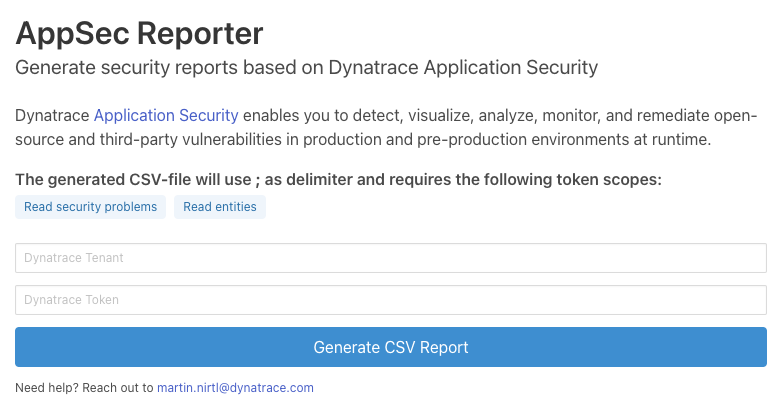 AppSec Reporter
Generate security reports based on Dynatrace Application Security
Dynatrace Application Security enables you to detect, visualize, analyze, monitor, and remediate open-
source and third-party vulnerabilities in production and pre-production environments at runtime.
The generated CSV-file will use ; as delimiter and requires the following token scopes:
Read security problems Read entities
Dynatrace Tenant
Dynatrace Token
Generate CSV Report
Need help? Reach out to martin.nirtl@dynatrace.com